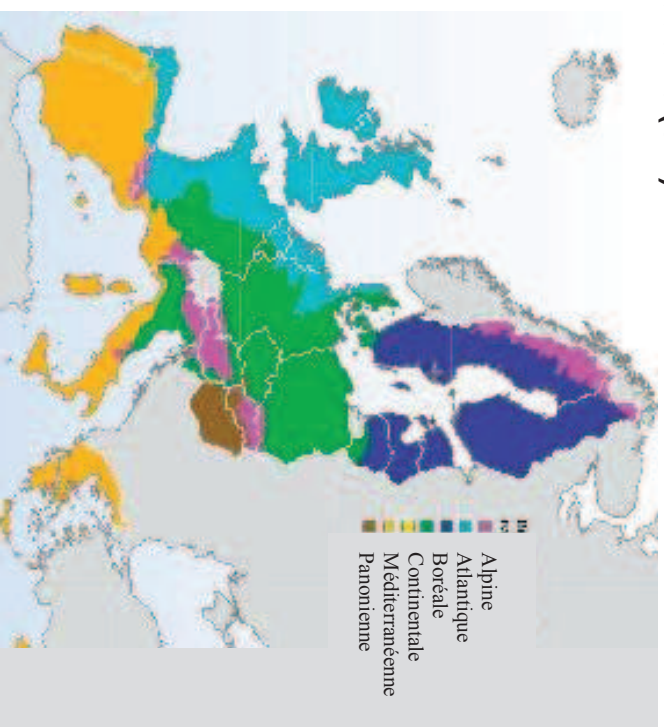 Alpine
Atlantique
Boréale
Continentale
Méditerranéenne
Panonienne